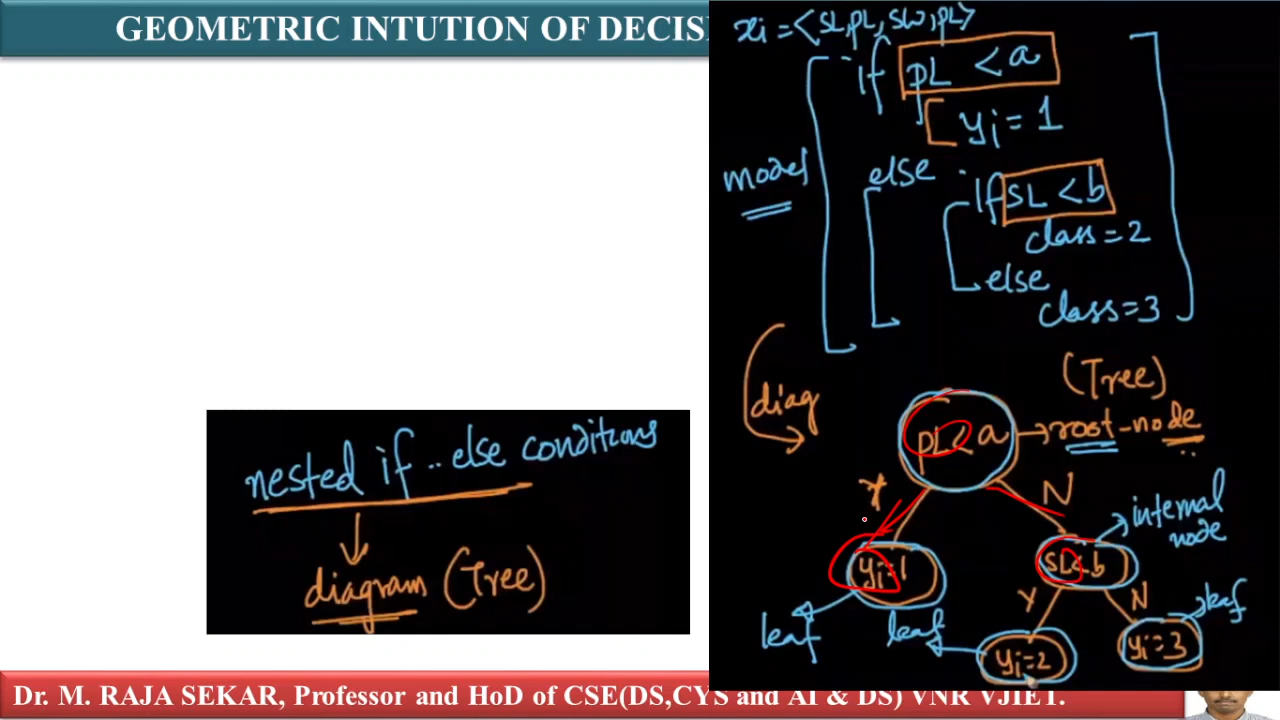 GEOMETRIC INTUTION OF DECIS
xi = <SL, PL, SW, PL>
if PL < a
yi = 1
model
else
if SL < b
class = 2
else
class = 3
diag
(Tree)
PL < a
root-node
Y
N
internal
node
yi=1
SL<b
Y
N
leaf
leaf
leaf
yi=2
yi=3
nested if .. else conditions
diagram (Tree)
Dr. M. RAJA SEKAR, Professor and HoD of CSE(DS,CYS and AI & DS) VNR VJIET.